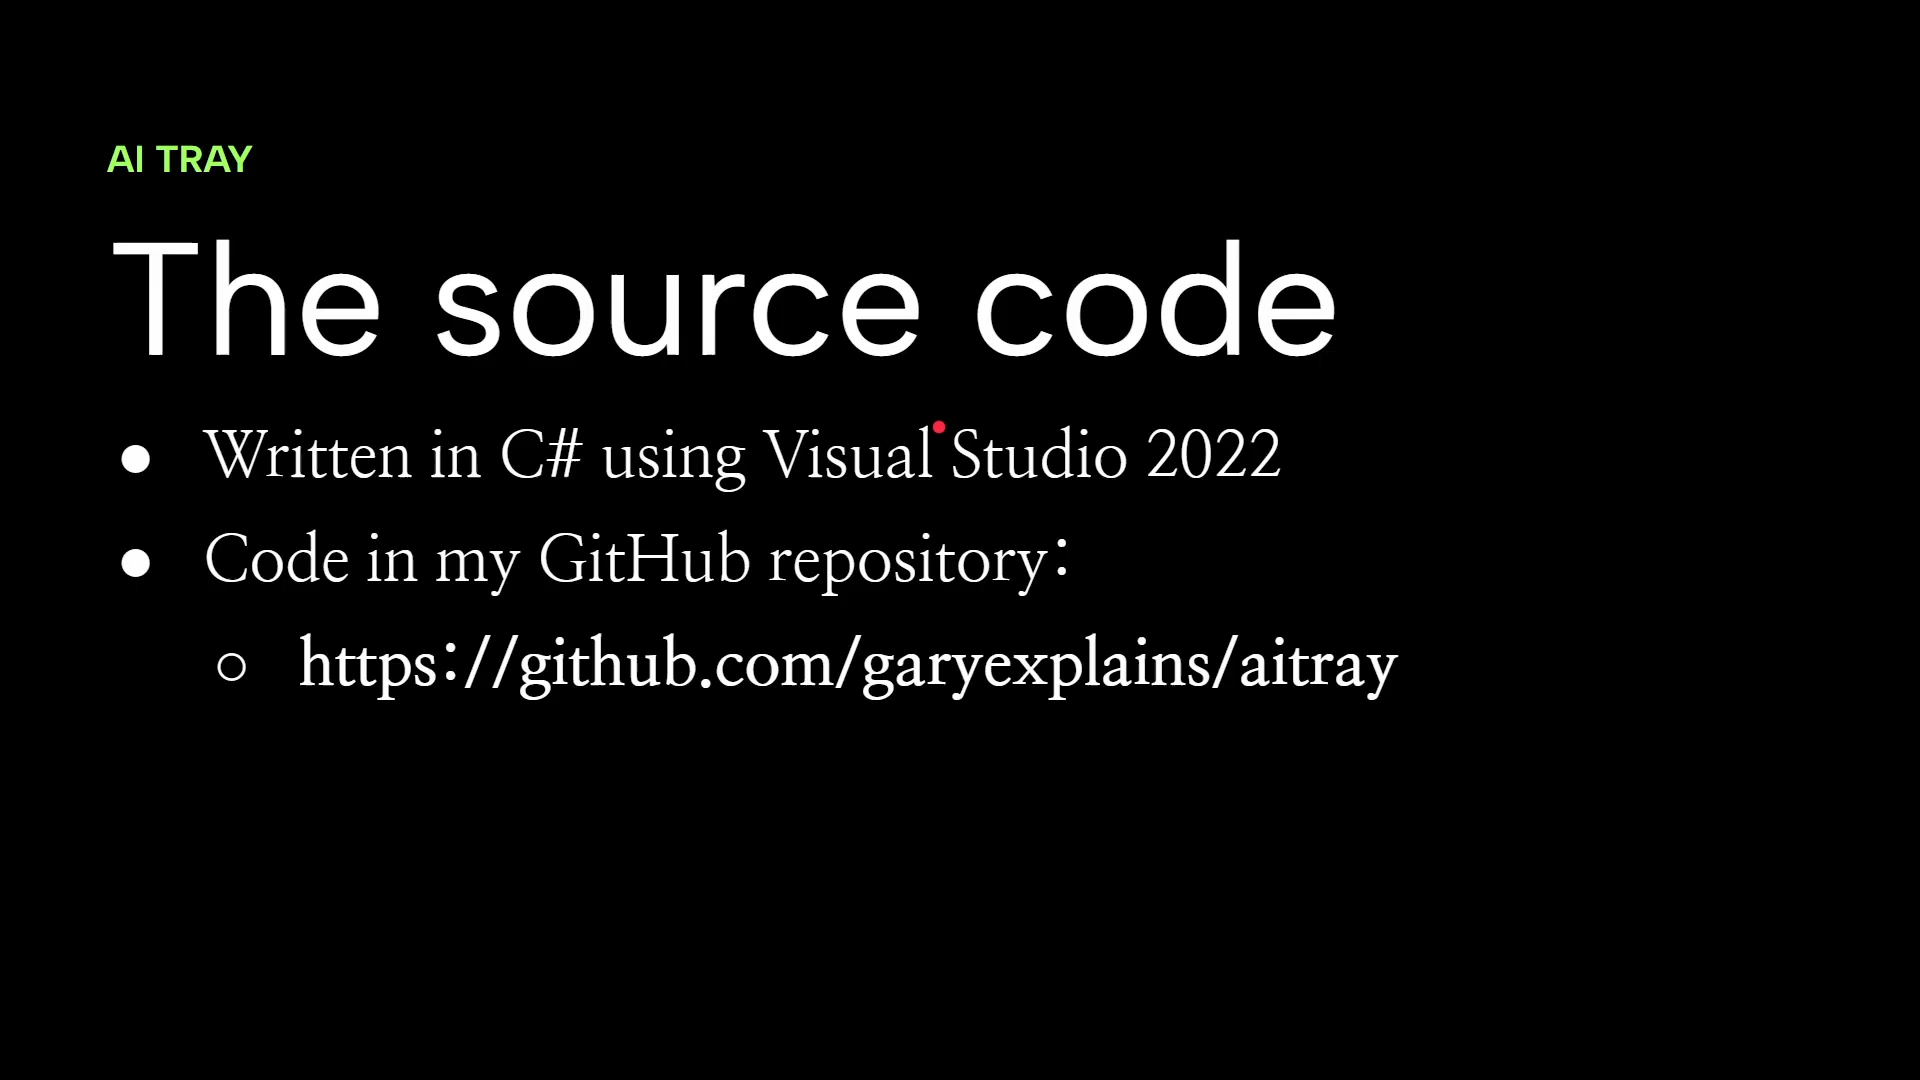 AI TRAY
The source code
● Written in C# using Visual Studio 2022
● Code in my GitHub repository:
○ https://github.com/garyexplains/aitray